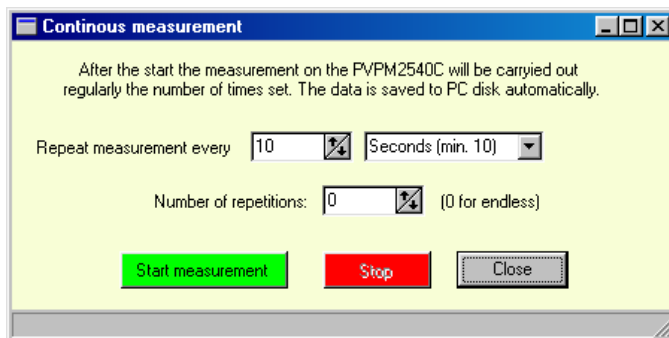 Continous measurement
After the start the measurement on the PVPM2540C will be carryied out
regularly the number of times set. The data is saved to PC disk automatically.
Repeat measurement every 10 Seconds (min. 10)
Number of repetitions: 0 (0 for endless)
Start measurement Stop Close